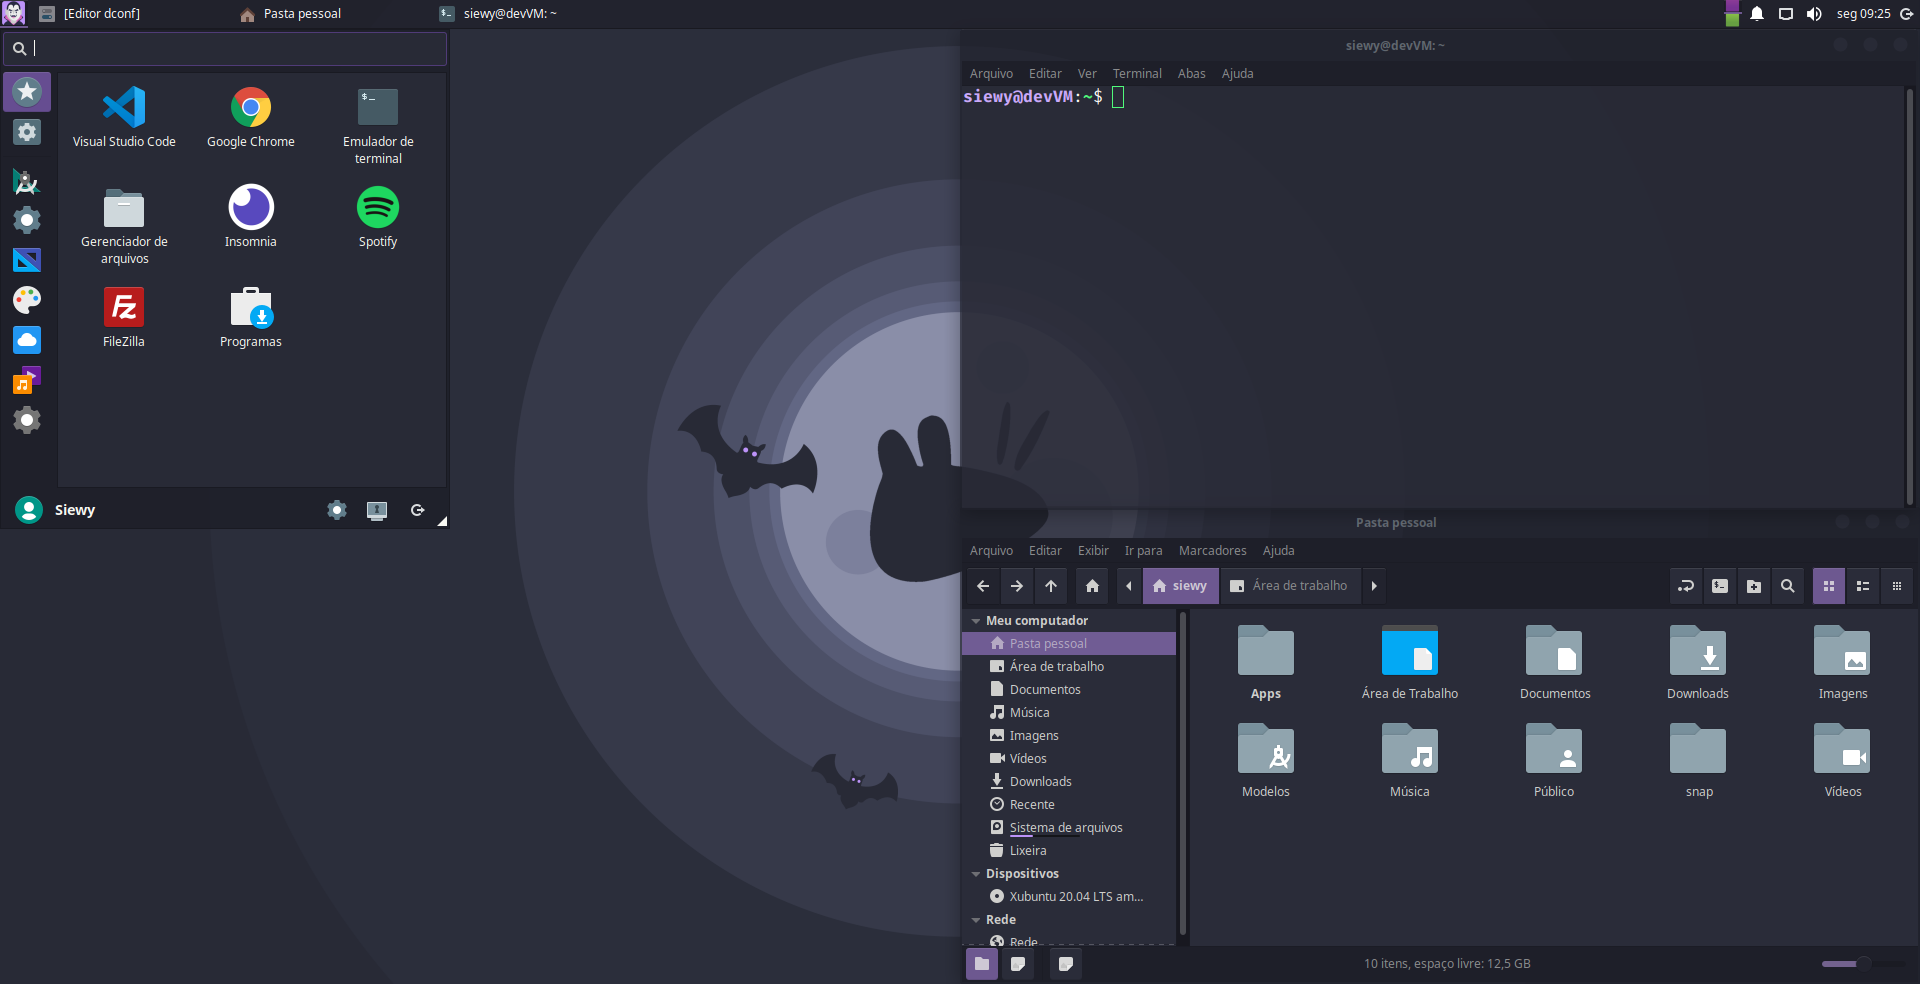 [Editor dconf]
Pasta pessoal
siewy@devVM: ~
seg 09:25
Visual Studio Code
Google Chrome
Emulador de
terminal
Gerenciador de
arquivos
Insomnia
Spotify
FileZilla
Programas
Siewy
siewy@devVM: ~
Arquivo Editar Ver Terminal Abas Ajuda
siewy@devVM:~$
Pasta pessoal
Arquivo Editar Exibir Ir para Marcadores Ajuda
siewy
Área de trabalho
Meu computador
Pasta pessoal
Área de trabalho
Documentos
Música
Imagens
Vídeos
Downloads
Recente
Sistema de arquivos
Lixeira
Dispositivos
Xubuntu 20.04 LTS am...
Rede
Rede
Apps
Área de Trabalho
Documentos
Downloads
Imagens
Modelos
Música
Público
snap
Vídeos
10 itens, espaço livre: 12,5 GB